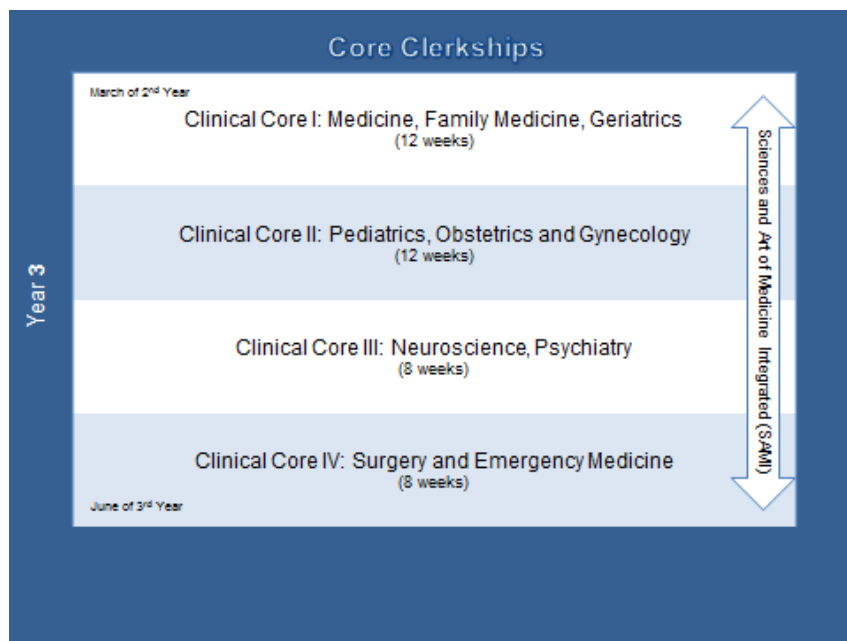 Core Clerkships
March of 2nd Year
Clinical Core I: Medicine, Family Medicine, Geriatrics
(12 weeks)
Clinical Core II: Pediatrics, Obstetrics and Gynecology
(12 weeks)
Clinical Core III: Neuroscience, Psychiatry
(8 weeks)
Clinical Core IV: Surgery and Emergency Medicine
(8 weeks)
June of 3rd Year
Year 3
Sciences and Art of Medicine Integrated (SAMI)